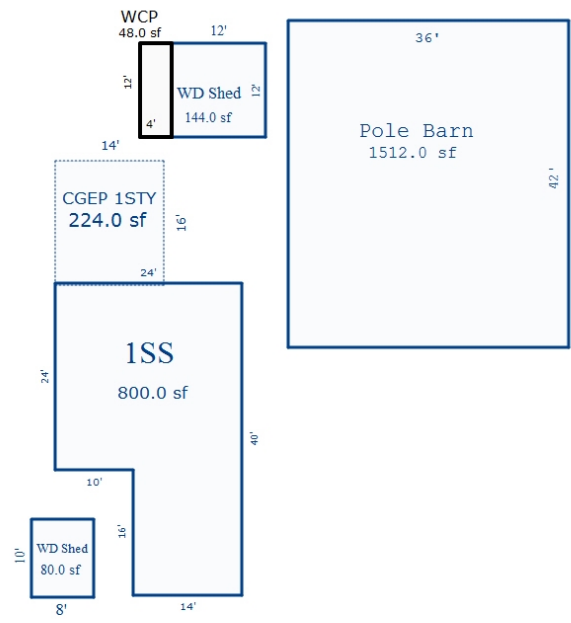 WCP
48.0 sf
12'
12'
4'
WD Shed
144.0 sf
12'
36'
Pole Barn
1512.0 sf
42'
14'
CGEP 1STY
224.0 sf
16'
24'
1SS
800.0 sf
24'
40'
10'
16'
14'
WD Shed
80.0 sf
10'
8'